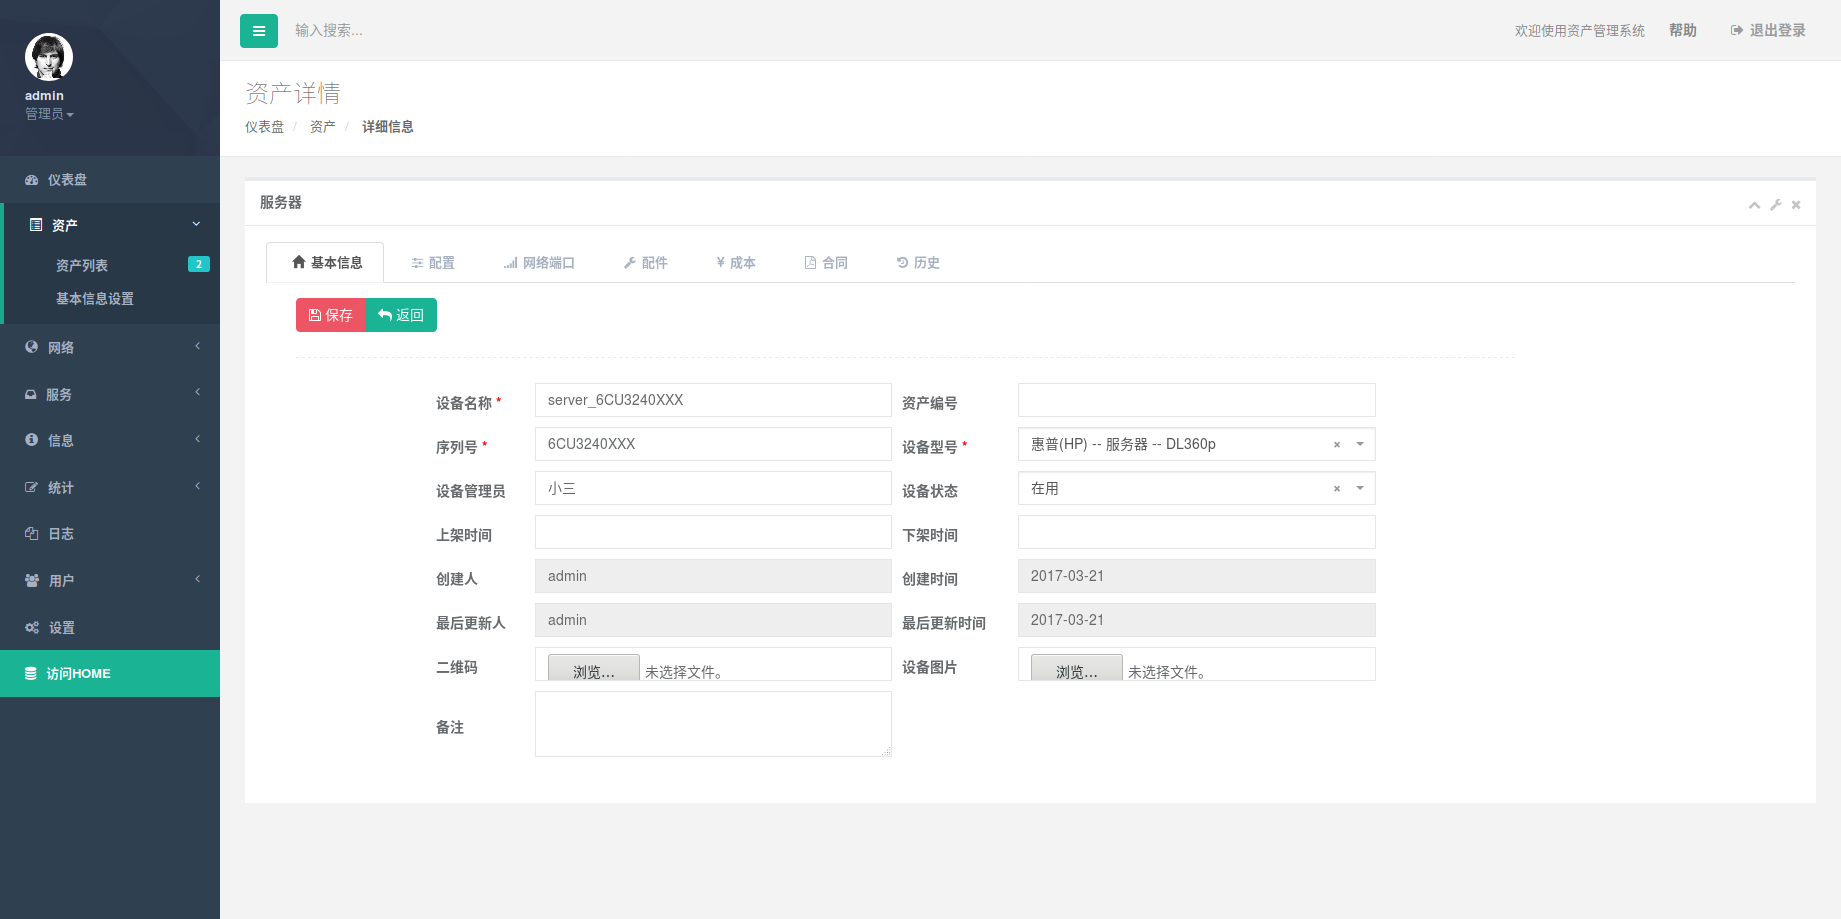 admin
管理员
仪表盘
资产
资产列表 2
基本信息设置
网络
服务
信息
统计
日志
用户
设置
访问HOME
输入搜索...
欢迎使用资产管理系统 帮助 退出登录
资产详情
仪表盘 / 资产 / 详细信息
服务器
基本信息 配置 网络端口 配件 ¥ 成本 合同 历史
保存 返回
设备名称 * server_6CU3240XXX 资产编号
序列号 * 6CU3240XXX 设备型号 * 惠普(HP) -- 服务器 -- DL360p ×
设备管理员 小三 设备状态 在用 ×
上架时间 下架时间
创建人 admin 创建时间 2017-03-21
最后更新人 admin 最后更新时间 2017-03-21
二维码 浏览... 未选择文件。 设备图片 浏览... 未选择文件。
备注